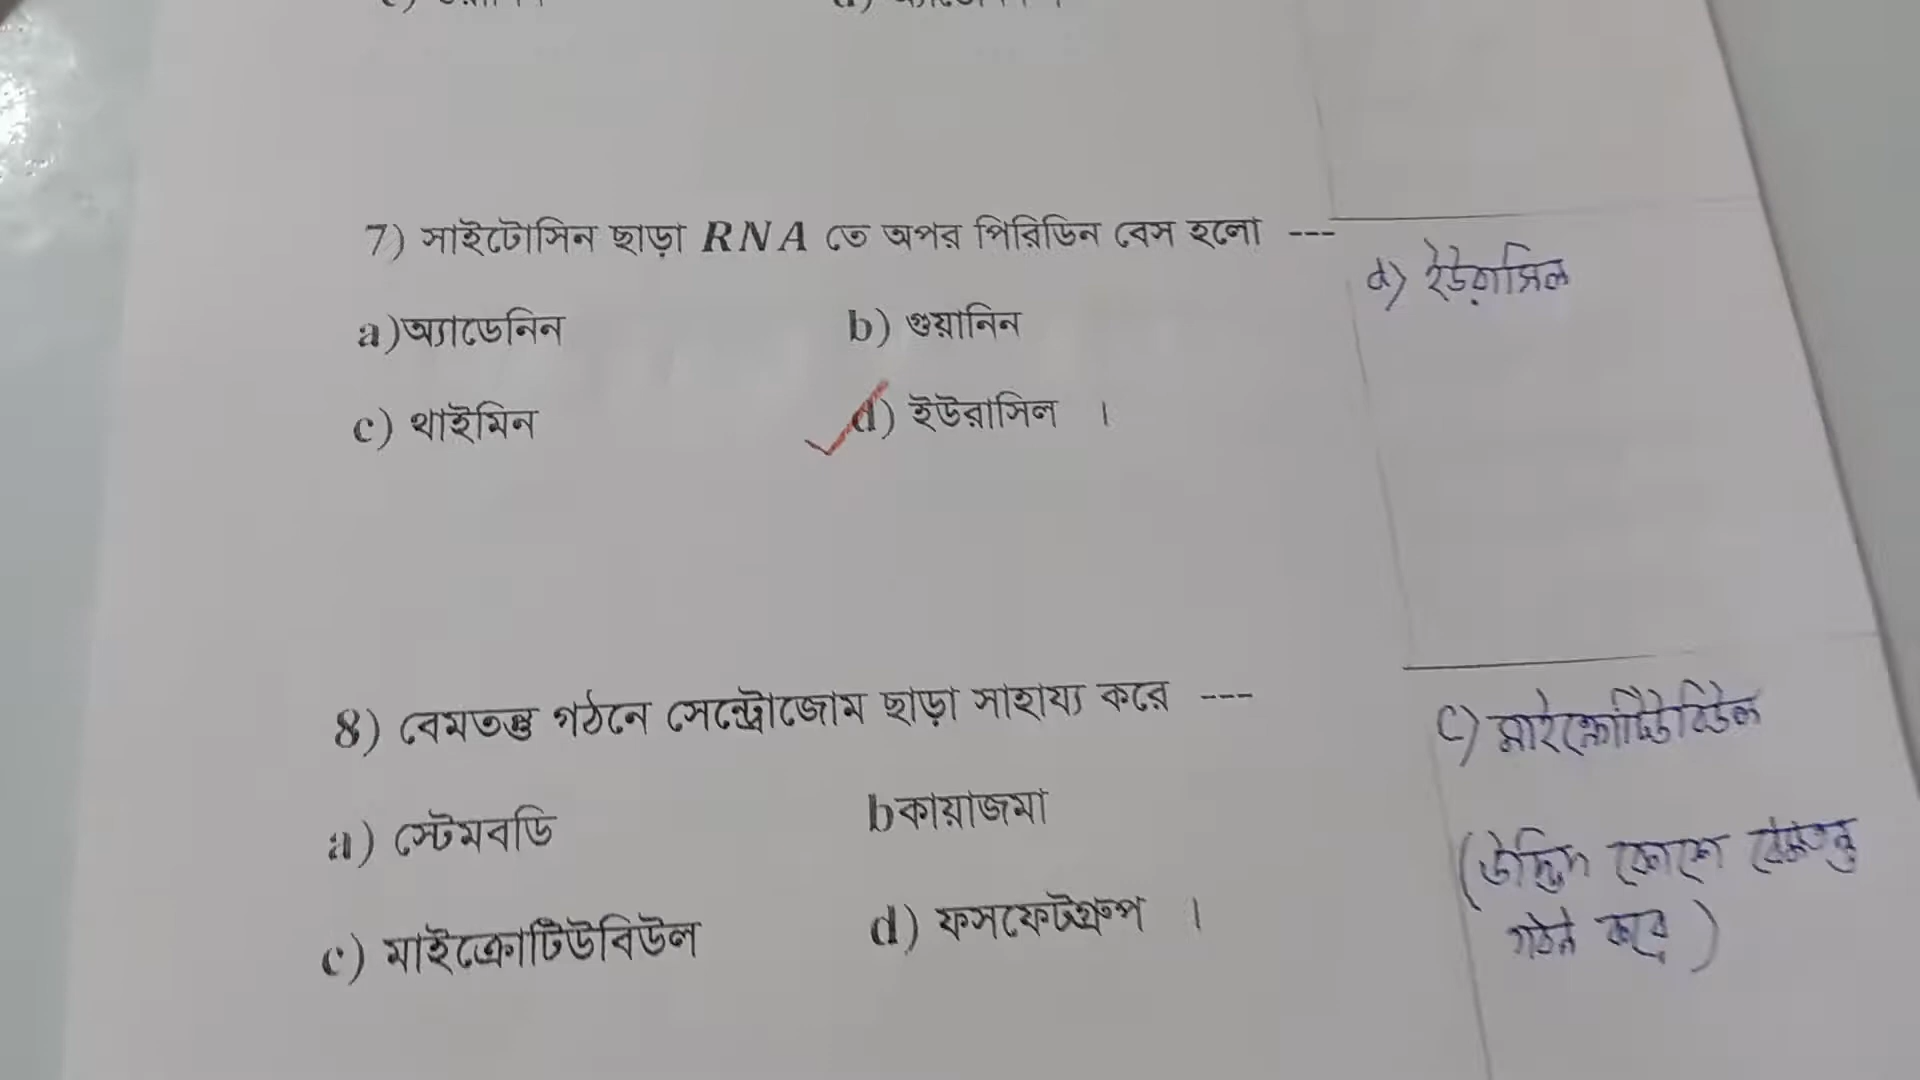 7) সাইটোসিন ছাড়া RNA তে অপর পিরিডিন বেস হলো ---
d) ইউরাসিল
a)অ্যাডেনিন b) গুয়ানিন
c) থাইমিন d) ইউরাসিল ।
8) বেমতন্তু গঠনে সেন্ট্রোজোম ছাড়া সাহায্য করে ---
c) মাইক্রোটিউবিউল
a) স্টেমবডি bকায়াজমা
(উদ্ভিদ কোশে বেমতন্তু
c) মাইক্রোটিউবিউল d) ফসফেটগ্রুপ ।
গঠন করে)